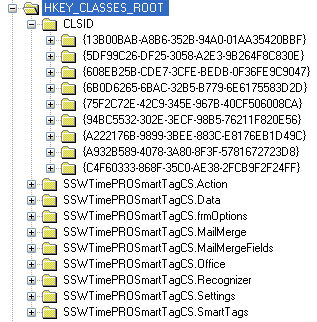 HKEY_CLASSES_ROOT
CLSID
{13B00BAB-A8B6-352B-94A0-01AA35420BBF}
{5DF99C26-DF25-3058-A2E3-9B264F8C830E}
{608EB25B-CDE7-3CFE-BEDB-0F36FE9C9047}
{6B0D6265-6BAC-32B5-B779-6E6175583D2D}
{75F2C72E-42C9-345E-967B-40CF506008CA}
{94BC5532-302E-3ECF-98B5-76211F820E56}
{A222176B-9899-3BEE-883C-E8176EB1D49C}
{A932B589-4078-3A80-8F3F-5781672723D8}
{C4F60333-868F-35C0-AE38-2FCB9F2F24FF}
SSWTimePROSmartTagCS.Action
SSWTimePROSmartTagCS.Data
SSWTimePROSmartTagCS.frmOptions
SSWTimePROSmartTagCS.MailMerge
SSWTimePROSmartTagCS.MailMergeFields
SSWTimePROSmartTagCS.Office
SSWTimePROSmartTagCS.Recognizer
SSWTimePROSmartTagCS.Settings
SSWTimePROSmartTagCS.SmartTags